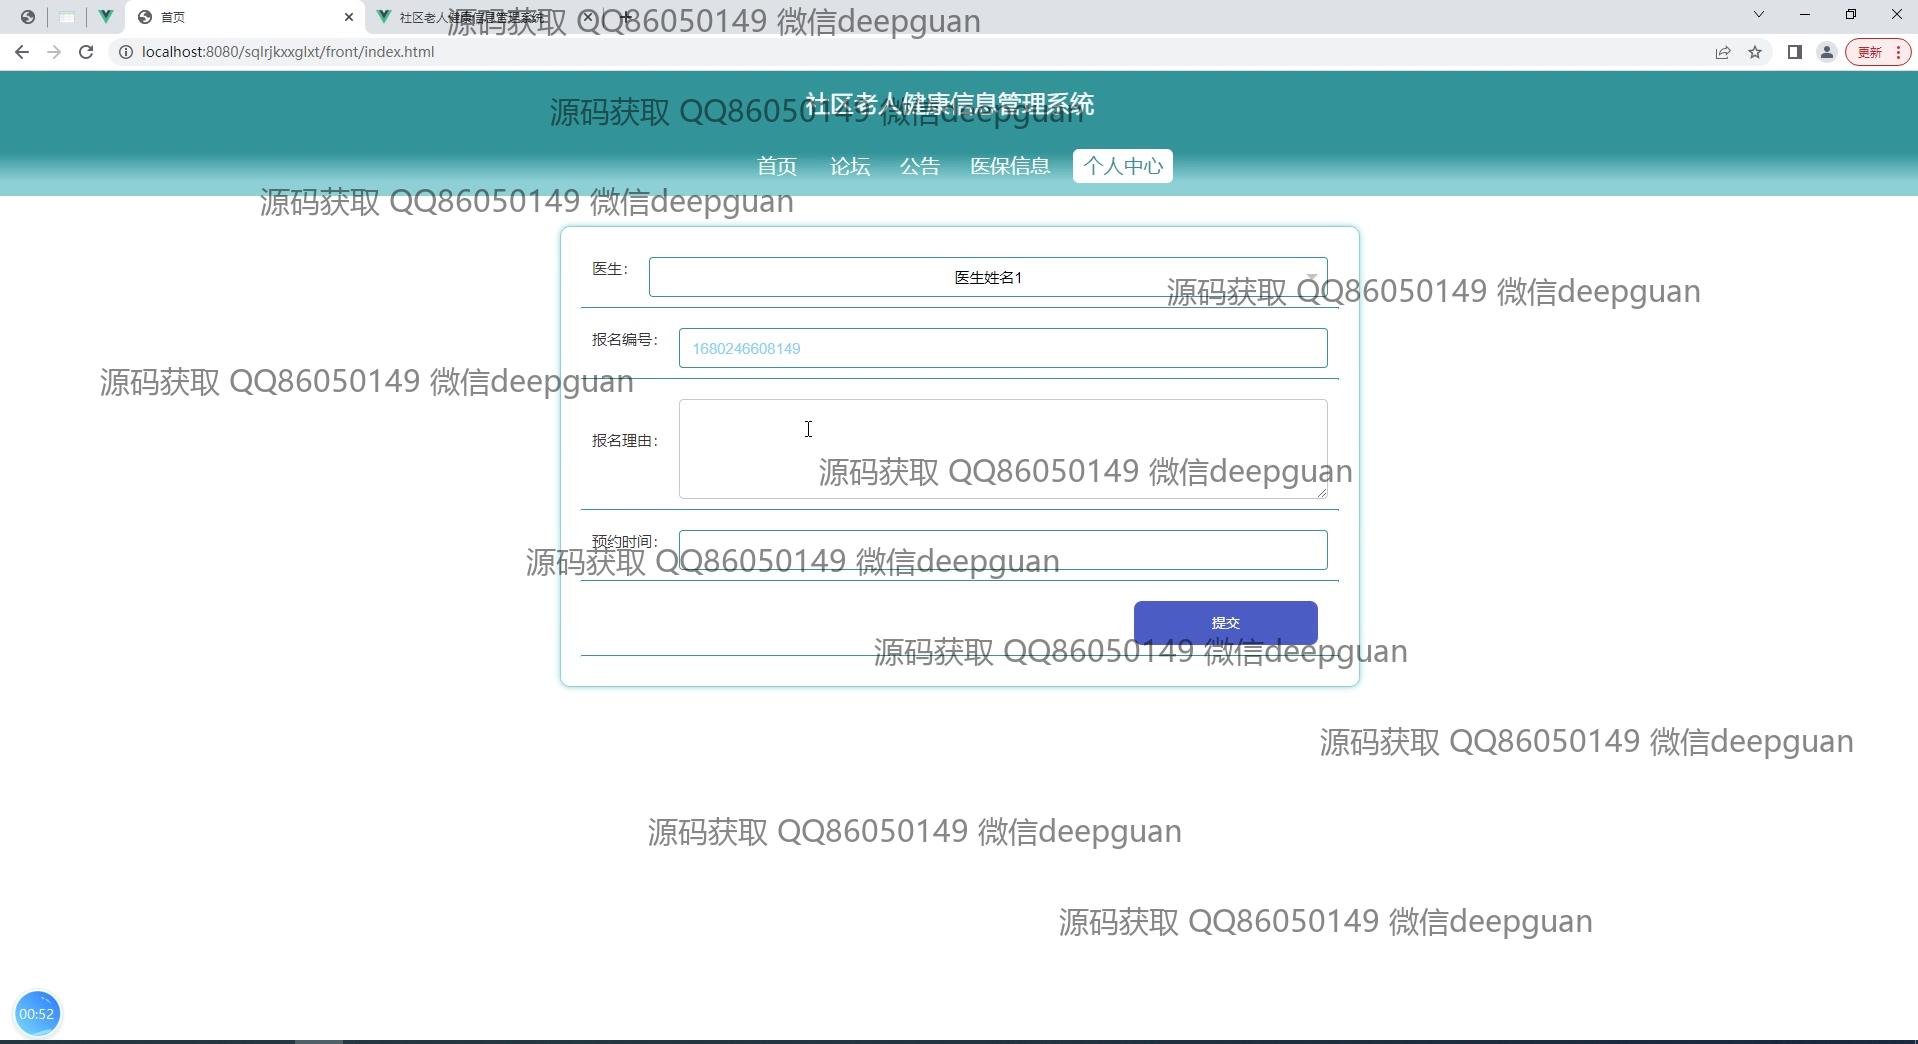 首页
社区老人健康信息管理系统
源码获取 QQ86050149 微信deepguan
localhost:8080/sqlrjkxxglxt/front/index.html
更新
社区老人健康信息管理系统
源码获取 QQ86050149 微信deepguan
首页 论坛 公告 医保信息 个人中心
源码获取 QQ86050149 微信deepguan
医生：
医生姓名1
源码获取 QQ86050149 微信deepguan
报名编号：
1680246608149
源码获取 QQ86050149 微信deepguan
报名理由：
源码获取 QQ86050149 微信deepguan
预约时间：
源码获取 QQ86050149 微信deepguan
提交
源码获取 QQ86050149 微信deepguan
源码获取 QQ86050149 微信deepguan
源码获取 QQ86050149 微信deepguan
源码获取 QQ86050149 微信deepguan
00:52